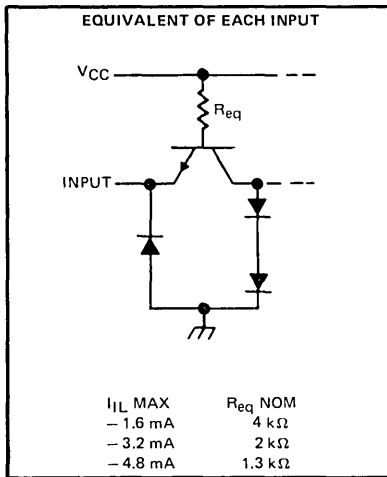 EQUIVALENT OF EACH INPUT
VCC
Req
INPUT
IIL MAX Req NOM
– 1.6 mA 4 kΩ
– 3.2 mA 2 kΩ
– 4.8 mA 1.3 kΩ